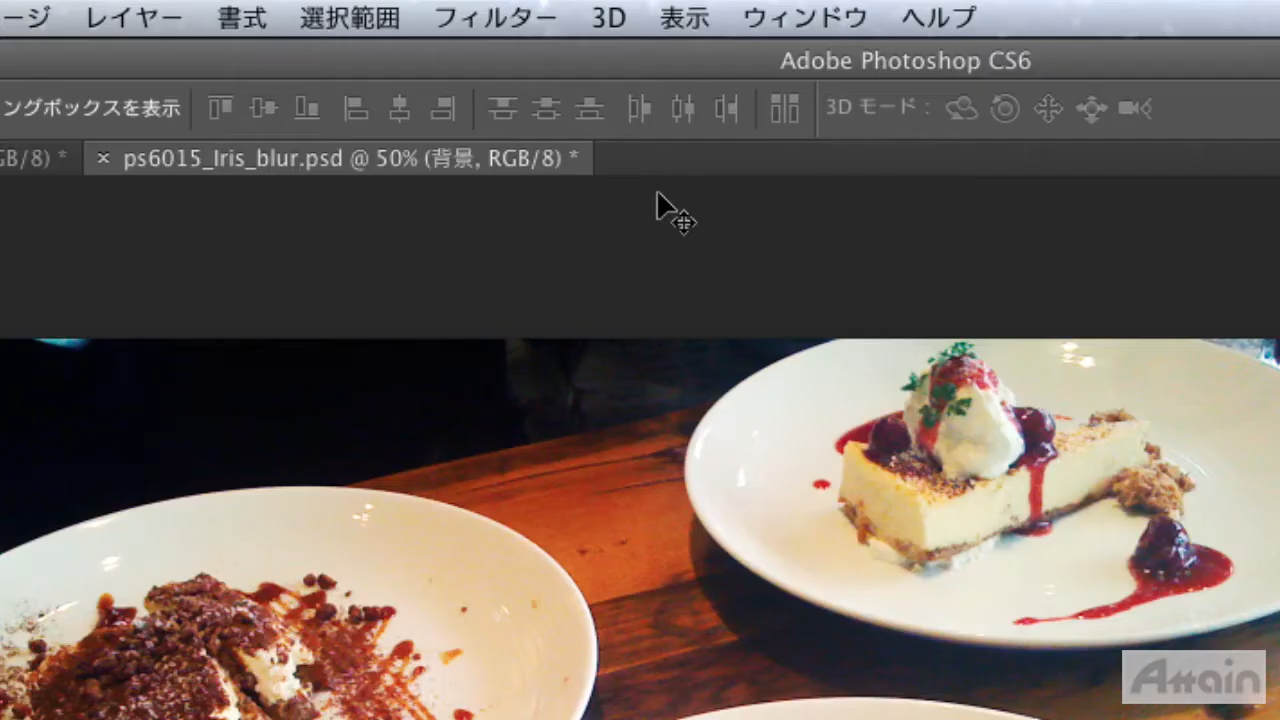 ージ レイヤー 書式 選択範囲 フィルター 3D 表示 ウィンドウ ヘルプ
Adobe Photoshop CS6
ングボックスを表示 3D モード :
GB/8) * × ps6015_Iris_blur.psd @ 50% (背景, RGB/8) *
Attain